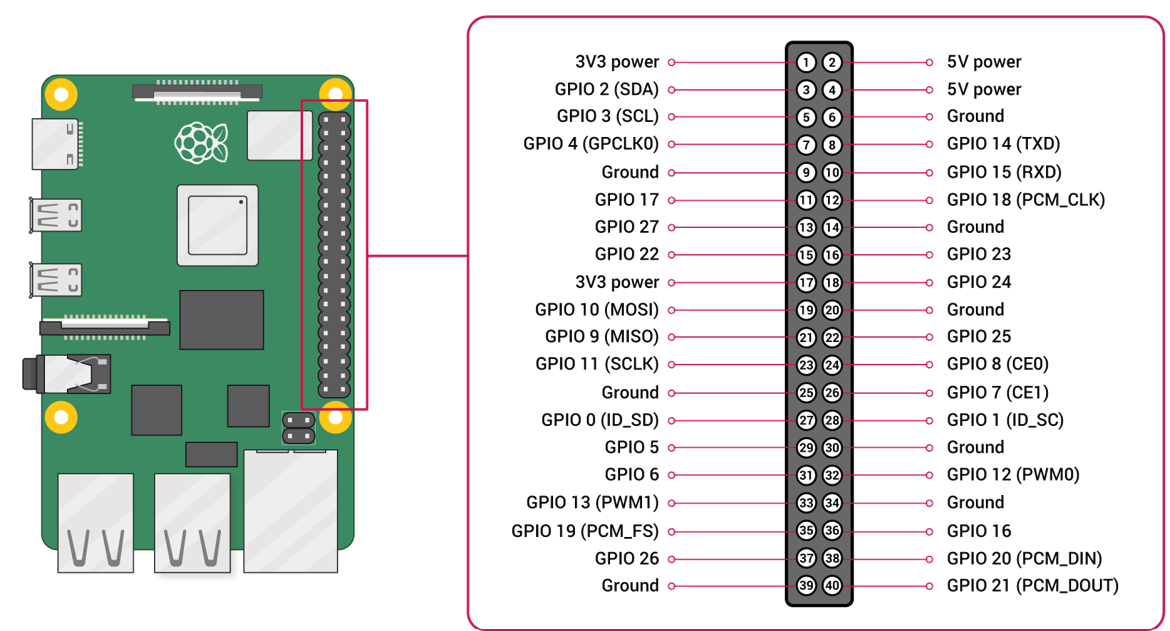 3V3 power 1 2 5V power
GPIO 2 (SDA) 3 4 5V power
GPIO 3 (SCL) 5 6 Ground
GPIO 4 (GPCLK0) 7 8 GPIO 14 (TXD)
Ground 9 10 GPIO 15 (RXD)
GPIO 17 11 12 GPIO 18 (PCM_CLK)
GPIO 27 13 14 Ground
GPIO 22 15 16 GPIO 23
3V3 power 17 18 GPIO 24
GPIO 10 (MOSI) 19 20 Ground
GPIO 9 (MISO) 21 22 GPIO 25
GPIO 11 (SCLK) 23 24 GPIO 8 (CE0)
Ground 25 26 GPIO 7 (CE1)
GPIO 0 (ID_SD) 27 28 GPIO 1 (ID_SC)
GPIO 5 29 30 Ground
GPIO 6 31 32 GPIO 12 (PWM0)
GPIO 13 (PWM1) 33 34 Ground
GPIO 19 (PCM_FS) 35 36 GPIO 16
GPIO 26 37 38 GPIO 20 (PCM_DIN)
Ground 39 40 GPIO 21 (PCM_DOUT)